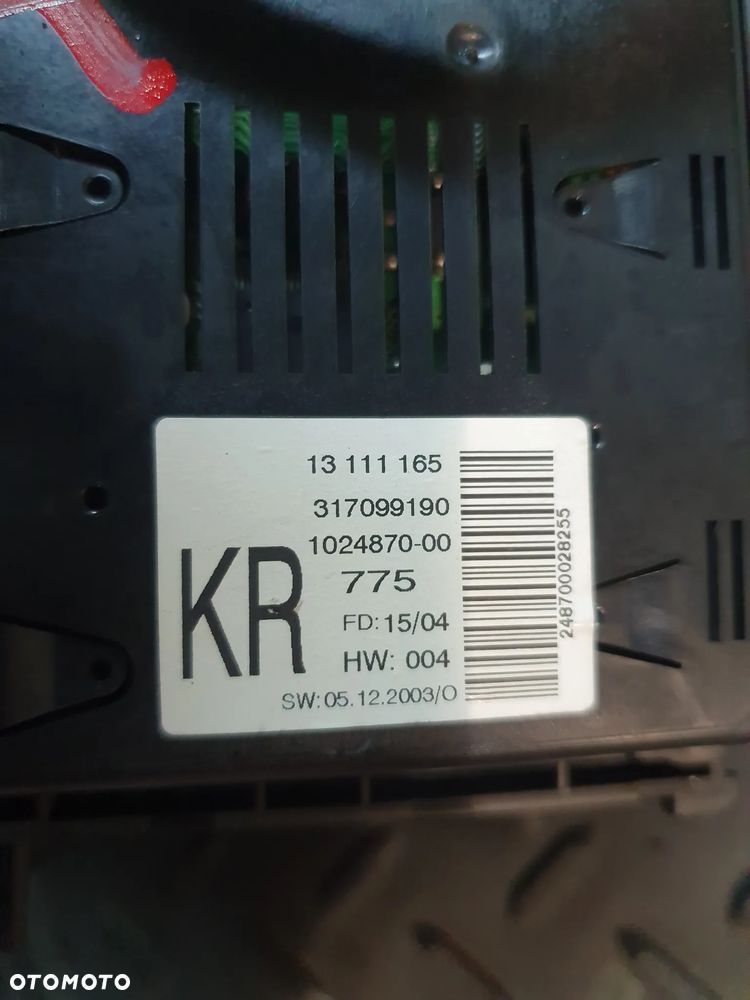 13 111 165
317099190
1024870-00
KR
775
FD: 15/04
HW: 004
SW: 05.12.2003/O
248700028255
OTOMOTO